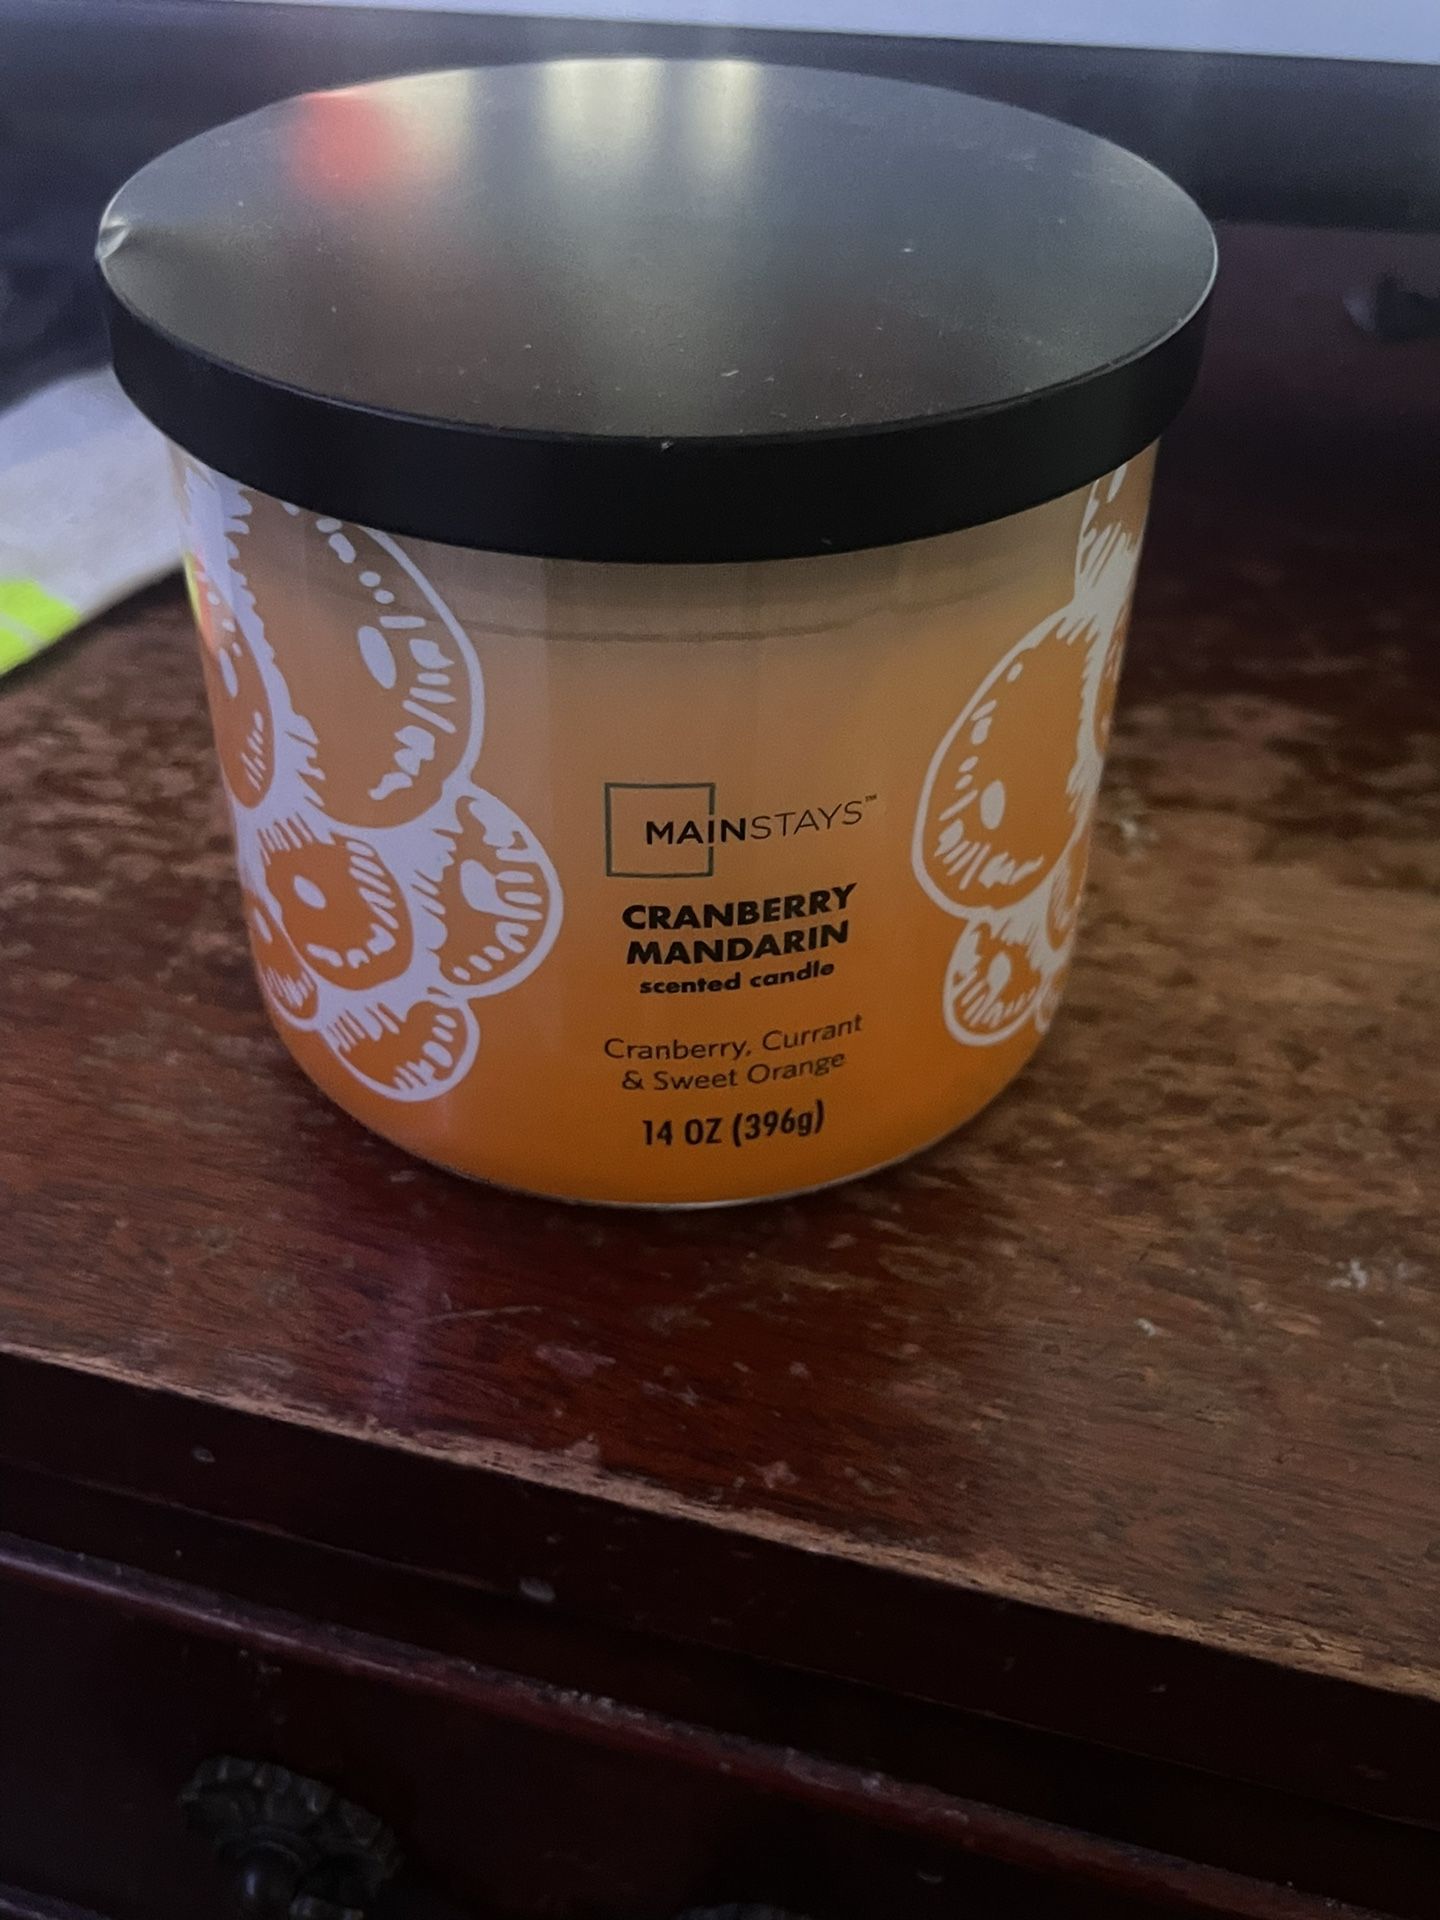 MAINSTAYS™
CRANBERRY
MANDARIN
scented candle
Cranberry, Currant
& Sweet Orange
14 OZ (396g)